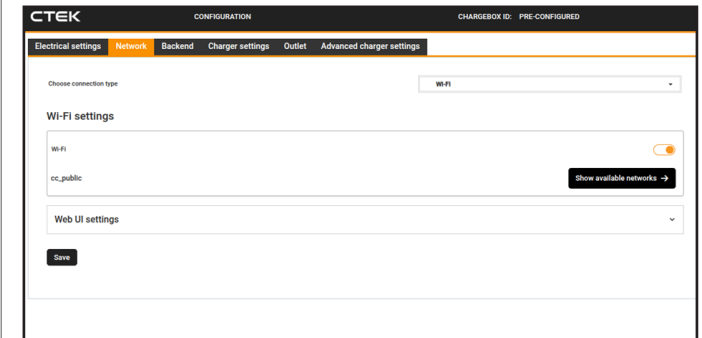 CTEK CONFIGURATION CHARGEBOX ID: PRE-CONFIGURED
Electrical settings Network Backend Charger settings Outlet Advanced charger settings
Choose connection type Wi-Fi
Wi-Fi settings
Wi-Fi
cc_public Show available networks →
Web UI settings
Save